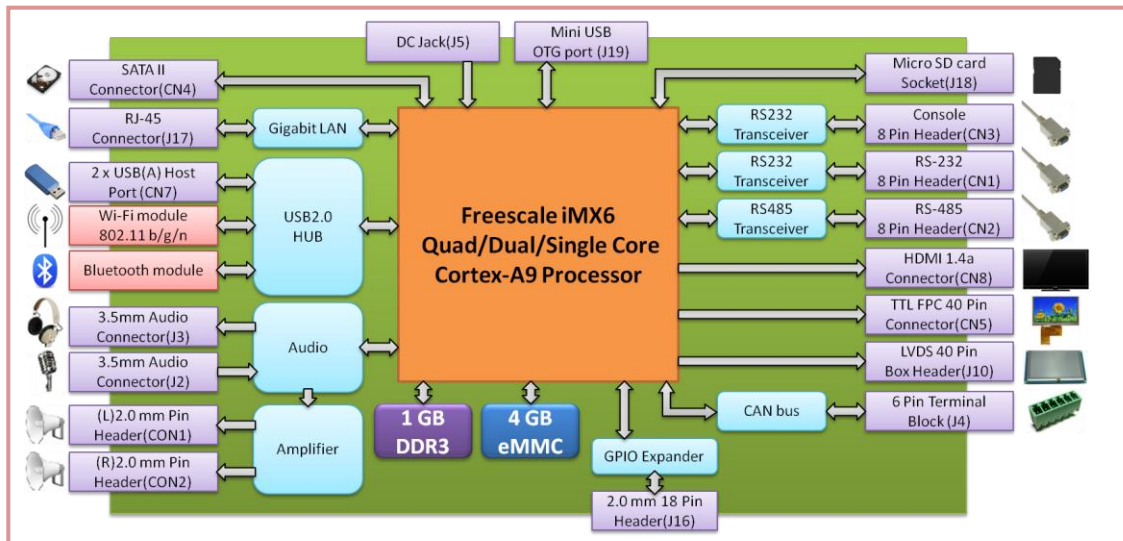 DC Jack(J5)
Mini USB
OTG port (J19)
SATA II
Connector(CN4)
Micro SD card
Socket(J18)
RJ-45
Connector(J17)
Gigabit LAN
RS232
Transceiver
Console
8 Pin Header(CN3)
2 x USB(A) Host
Port (CN7)
USB2.0
HUB
RS232
Transceiver
RS-232
8 Pin Header(CN1)
Wi-Fi module
802.11 b/g/n
Freescale iMX6
Quad/Dual/Single Core
Cortex-A9 Processor
RS485
Transceiver
RS-485
8 Pin Header(CN2)
Bluetooth module
HDMI 1.4a
Connector(CN8)
3.5mm Audio
Connector(J3)
Audio
TTL FPC 40 Pin
Connector(CN5)
3.5mm Audio
Connector(J2)
LVDS 40 Pin
Box Header(J10)
(L)2.0 mm Pin
Header(CON1)
Amplifier
1 GB
DDR3
4 GB
eMMC
CAN bus
6 Pin Terminal
Block (J4)
(R)2.0 mm Pin
Header(CON2)
GPIO Expander
2.0 mm 18 Pin
Header(J16)